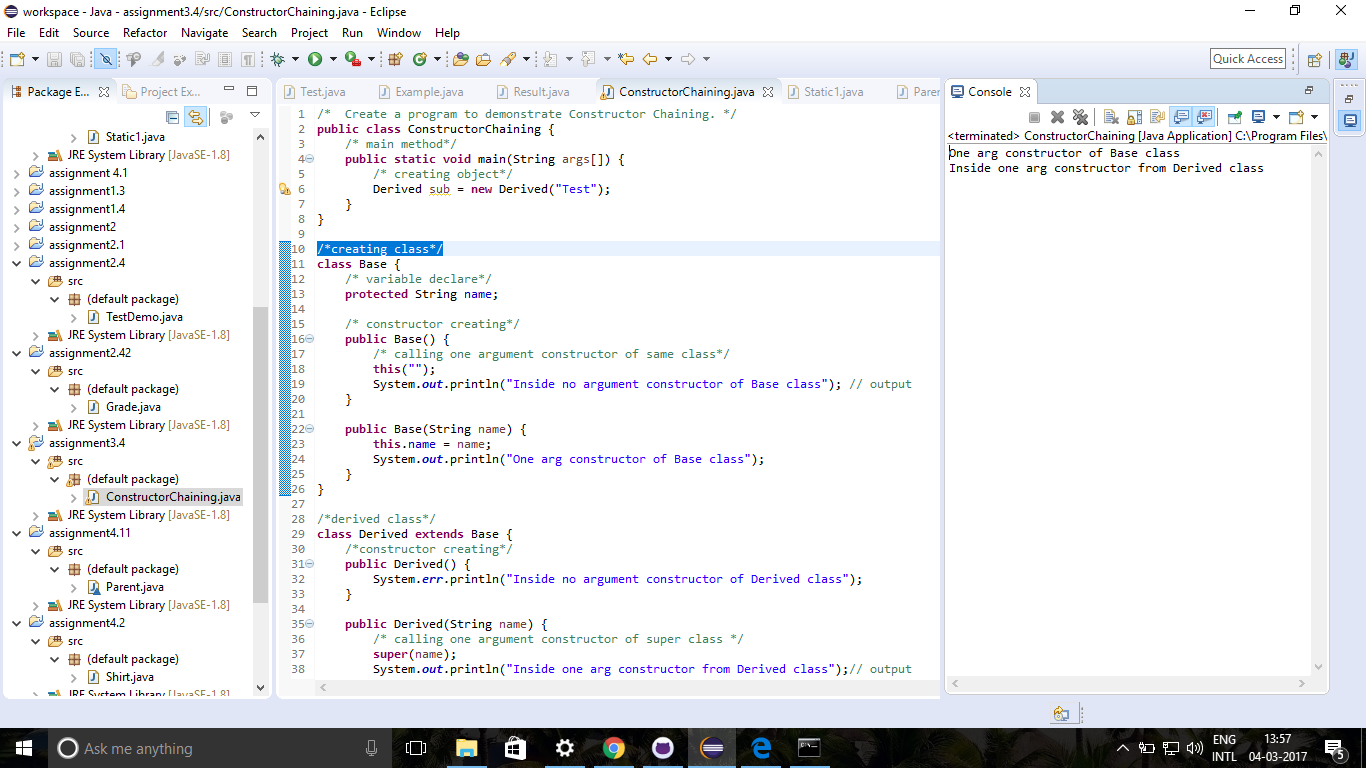 workspace - Java - assignment3.4/src/ConstructorChaining.java - Eclipse
File Edit Source Refactor Navigate Search Project Run Window Help
Quick Access
Package E... Project Ex...
Static1.java
JRE System Library [JavaSE-1.8]
assignment 4.1
assignment1.3
assignment1.4
assignment2
assignment2.1
assignment2.4
src
(default package)
TestDemo.java
JRE System Library [JavaSE-1.8]
assignment2.42
src
(default package)
Grade.java
JRE System Library [JavaSE-1.8]
assignment3.4
src
(default package)
ConstructorChaining.java
JRE System Library [JavaSE-1.8]
assignment4.11
src
(default package)
Parent.java
JRE System Library [JavaSE-1.8]
assignment4.2
src
(default package)
Shirt.java
JRE System Library [JavaSE-1.8]
Test.java Example.java Result.java ConstructorChaining.java Static1.java Parer
1 /* Create a program to demonstrate Constructor Chaining. */
2 public class ConstructorChaining {
3 /* main method*/
4 public static void main(String args[]) {
5 /* creating object*/
6 Derived sub = new Derived("Test");
7 }
8 }
9
10 /*creating class*/
11 class Base {
12 /* variable declare*/
13 protected String name;
14
15 /* constructor creating*/
16 public Base() {
17 /* calling one argument constructor of same class*/
18 this("");
19 System.out.println("Inside no argument constructor of Base class"); // output
20 }
21
22 public Base(String name) {
23 this.name = name;
24 System.out.println("One arg constructor of Base class");
25 }
26 }
27
28 /*derived class*/
29 class Derived extends Base {
30 /*constructor creating*/
31 public Derived() {
32 System.err.println("Inside no argument constructor of Derived class");
33 }
34
35 public Derived(String name) {
36 /* calling one argument constructor of super class */
37 super(name);
38 System.out.println("Inside one arg constructor from Derived class");// output
Console
<terminated> ConstructorChaining [Java Application] C:\Program Files\
One arg constructor of Base class
Inside one arg constructor from Derived class
Ask me anything
ENG
INTL
13:57
04-03-2017
5